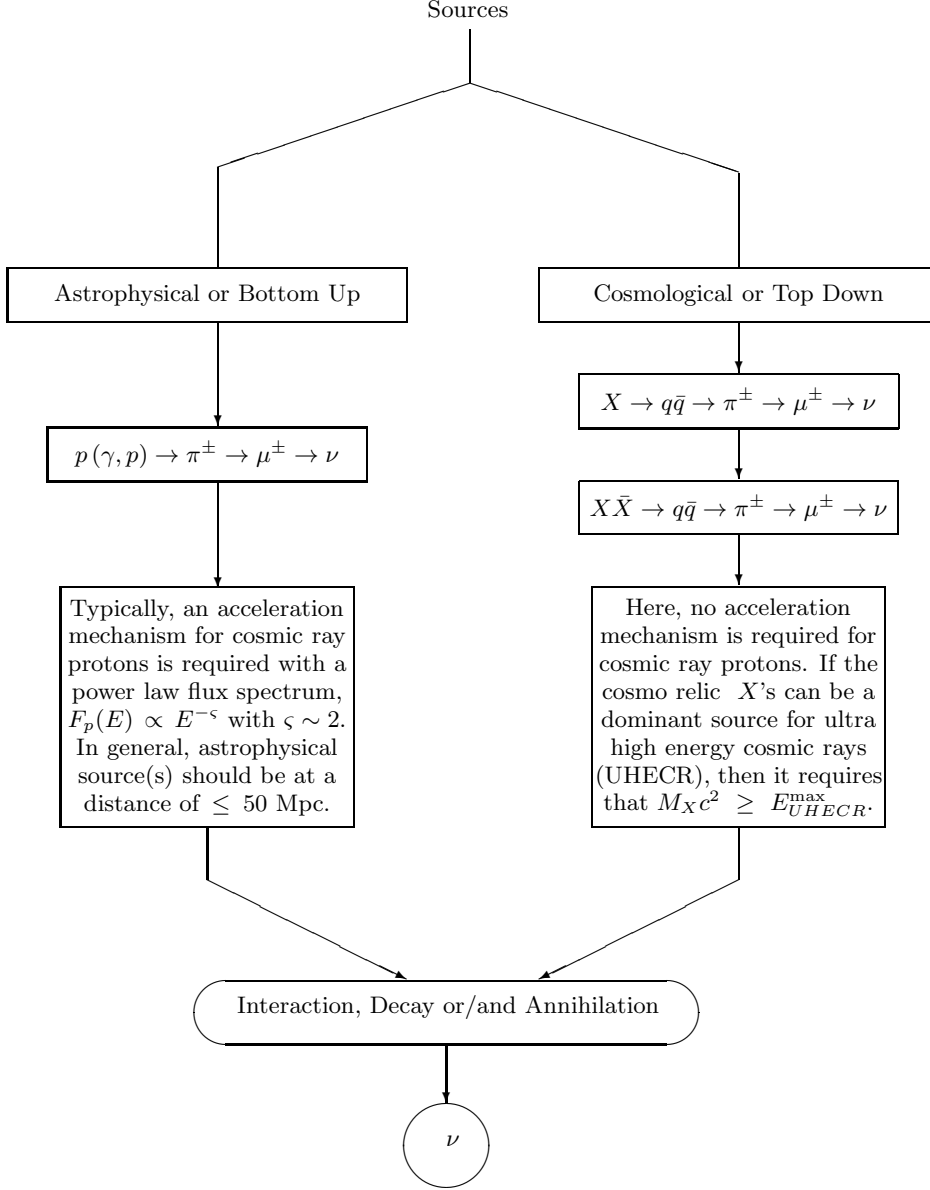 Sources
Astrophysical or Bottom Up
Cosmological or Top Down
X → qq̄ → π± → μ± → ν
p (γ, p) → π± → μ± → ν
XX̄ → qq̄ → π± → μ± → ν
Typically, an acceleration
mechanism for cosmic ray
protons is required with a
power law flux spectrum,
F_p(E) ∝ E^{−ς} with ς ∼ 2.
In general, astrophysical
source(s) should be at a
distance of ≤ 50 Mpc.
Here, no acceleration
mechanism is required for
cosmic ray protons. If the
cosmo relic X's can be a
dominant source for ultra
high energy cosmic rays
(UHECR), then it requires
that M_X c² ≥ E^{max}_{UHECR}.
Interaction, Decay or/and Annihilation
ν